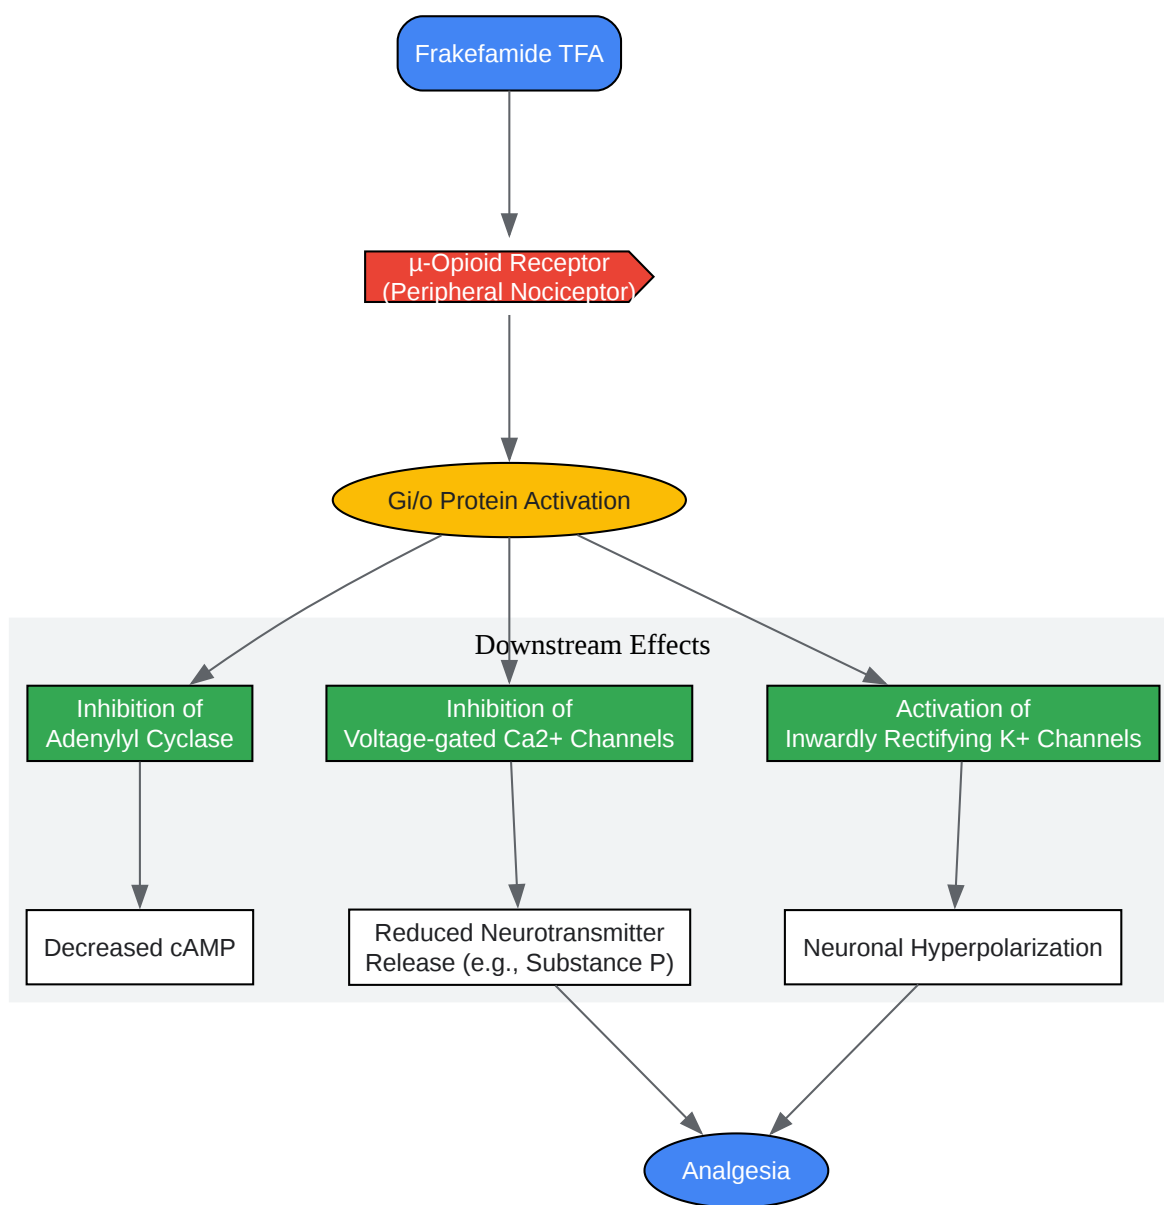 Frakefamide TFA
µ-Opioid Receptor
(Peripheral Nociceptor)
Gi/o Protein Activation
Downstream Effects
Inhibition of
Adenylyl Cyclase
Inhibition of
Voltage-gated Ca2+ Channels
Activation of
Inwardly Rectifying K+ Channels
Decreased cAMP
Reduced Neurotransmitter
Release (e.g., Substance P)
Neuronal Hyperpolarization
Analgesia